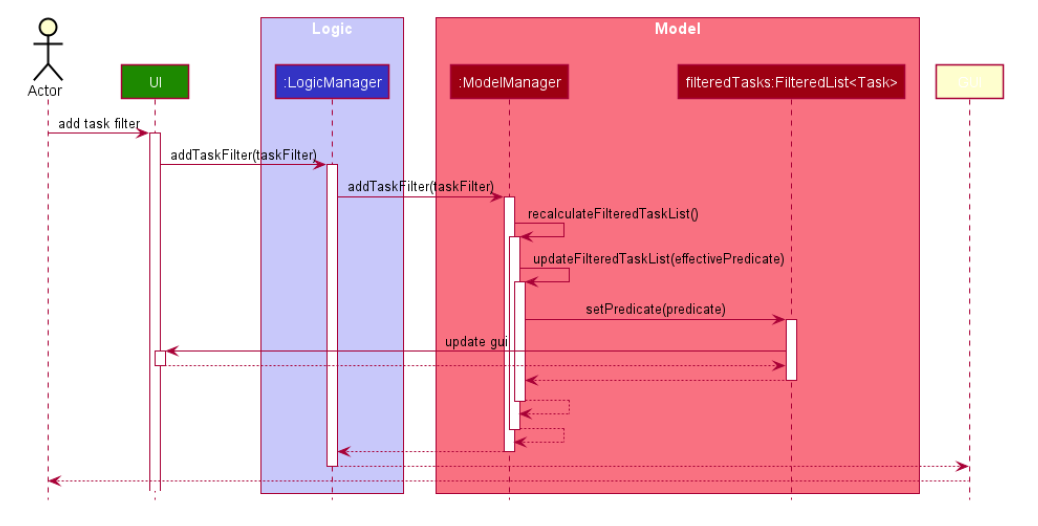 Logic
Model
UI
:LogicManager
:ModelManager
filteredTasks:FilteredList<Task>
Actor
add task filter
addTaskFilter(taskFilter)
addTaskFilter(taskFilter)
recalculateFilteredTaskList()
updateFilteredTaskList(effectivePredicate)
setPredicate(predicate)
update gui